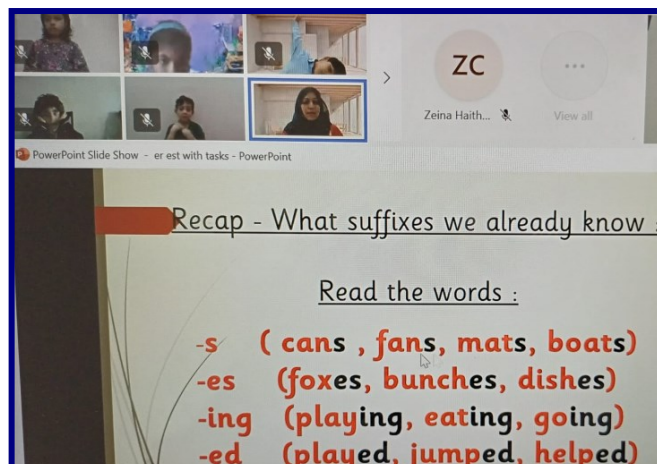 ZC
Zeina Haith...
View all
PowerPoint Slide Show - er est with tasks - PowerPoint
Recap - What suffixes we already know :
Read the words :
-s ( cans , fans, mats, boats)
-es (foxes, bunches, dishes)
-ing (playing, eating, going)
-ed (played, jumped, helped)